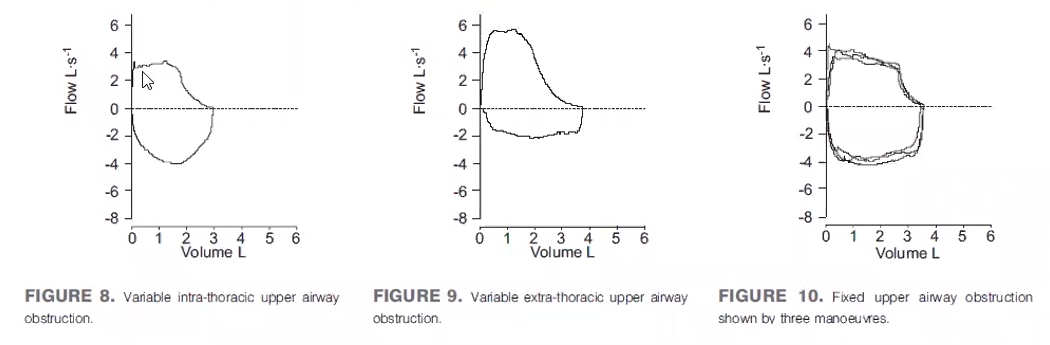 6
4
2
0
-2
-4
-6
-8
Flow L·s⁻¹
0 1 2 3 4 5 6
Volume L
FIGURE 8. Variable intra-thoracic upper airway
obstruction.
6
4
2
0
-2
-4
-6
-8
Flow L·s⁻¹
0 1 2 3 4 5 6
Volume L
FIGURE 9. Variable extra-thoracic upper airway
obstruction.
6
4
2
0
-2
-4
-6
-8
Flow L·s⁻¹
0 1 2 3 4 5 6
Volume L
FIGURE 10. Fixed upper airway obstruction
shown by three manoeuvres.